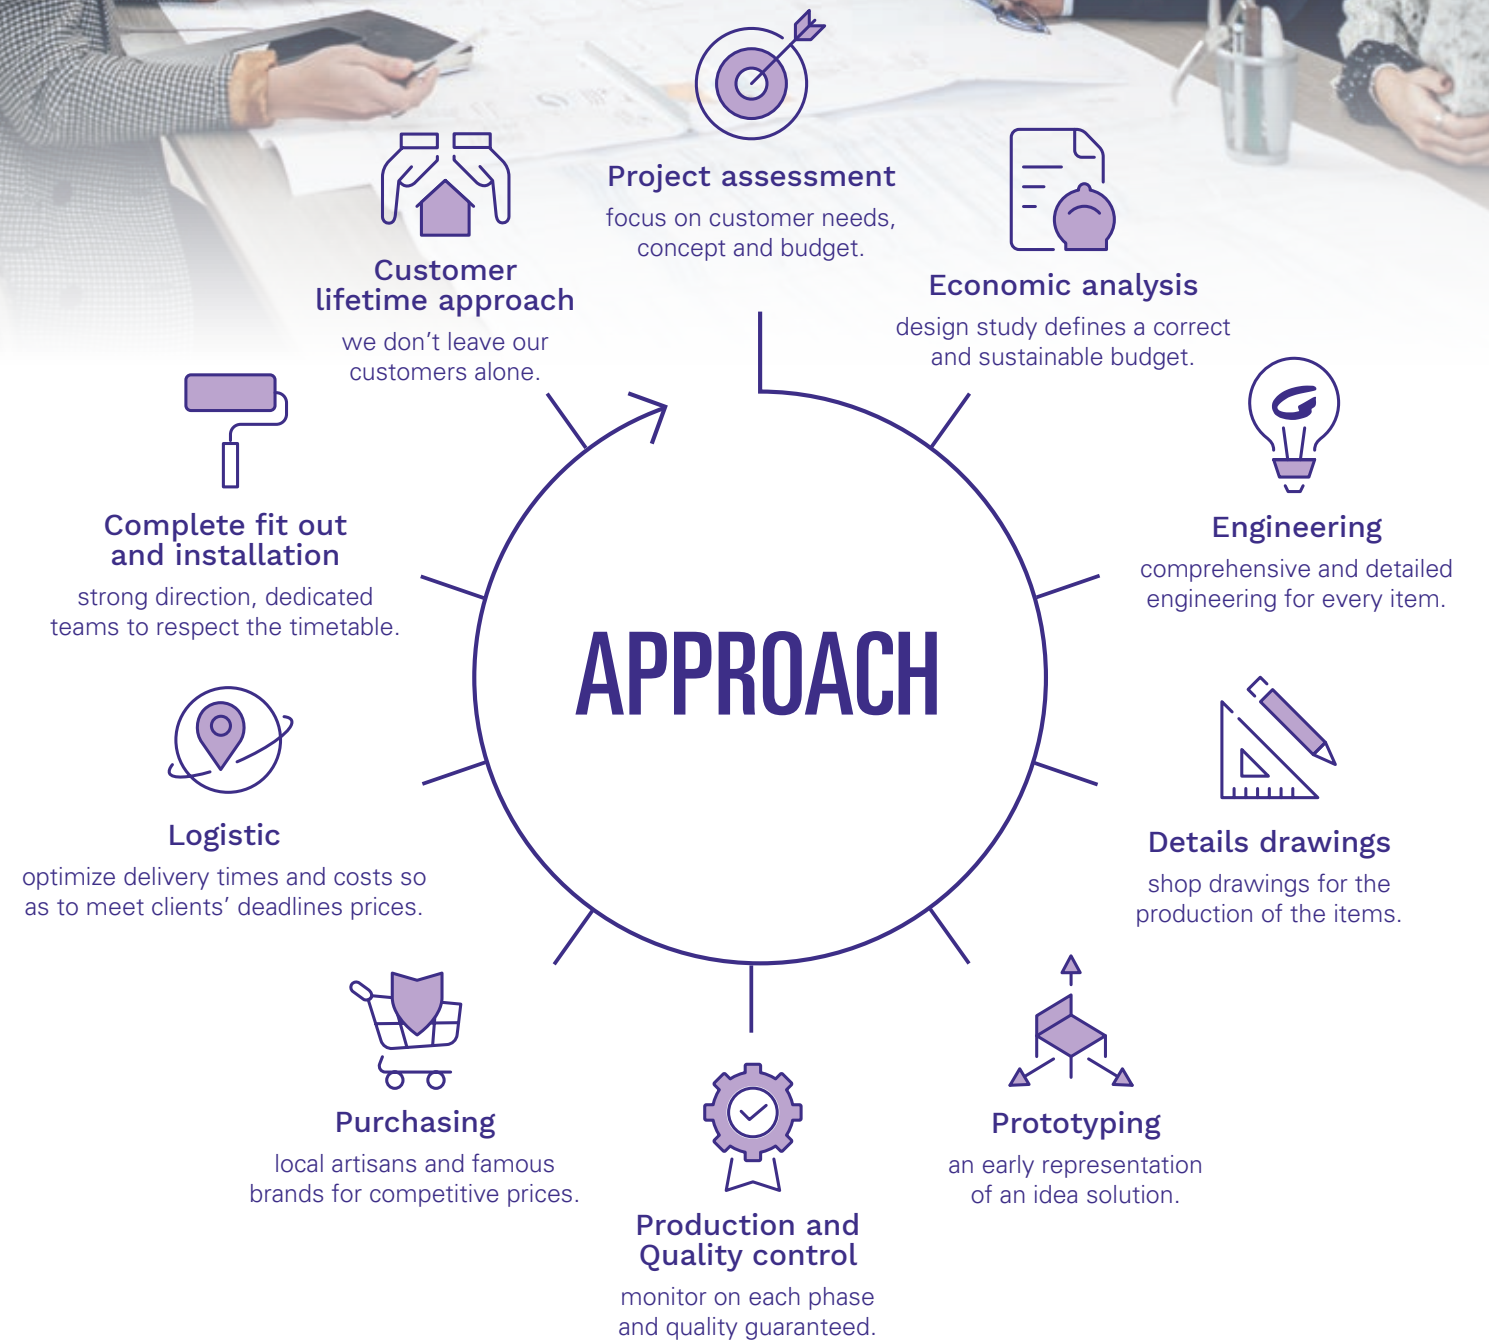 Project assessment
focus on customer needs,
concept and budget.
Economic analysis
design study defines a correct
and sustainable budget.
Engineering
comprehensive and detailed
engineering for every item.
Details drawings
shop drawings for the
production of the items.
Prototyping
an early representation
of an idea solution.
Production and
Quality control
monitor on each phase
and quality guaranteed.
Purchasing
local artisans and famous
brands for competitive prices.
Logistic
optimize delivery times and costs so
as to meet clients’ deadlines prices.
Complete fit out
and installation
strong direction, dedicated
teams to respect the timetable.
Customer
lifetime approach
we don’t leave our
customers alone.
APPROACH